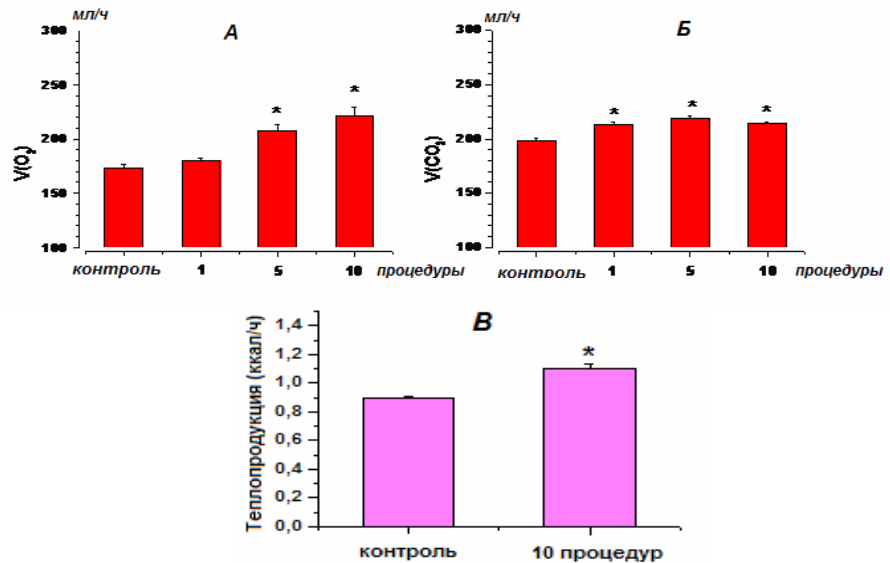 мл/ч
А
300
250
200
150
100
V(O₂)
*
*
контроль 1 5 10 процедуры
мл/ч
Б
300
250
200
150
100
V(CO₂)
*
*
*
контроль 1 5 10 процедуры
В
Теплопродукция (ккал/ч)
1,4
1,2
1,0
0,8
0,6
0,4
0,2
0,0
*
контроль 10 процедур